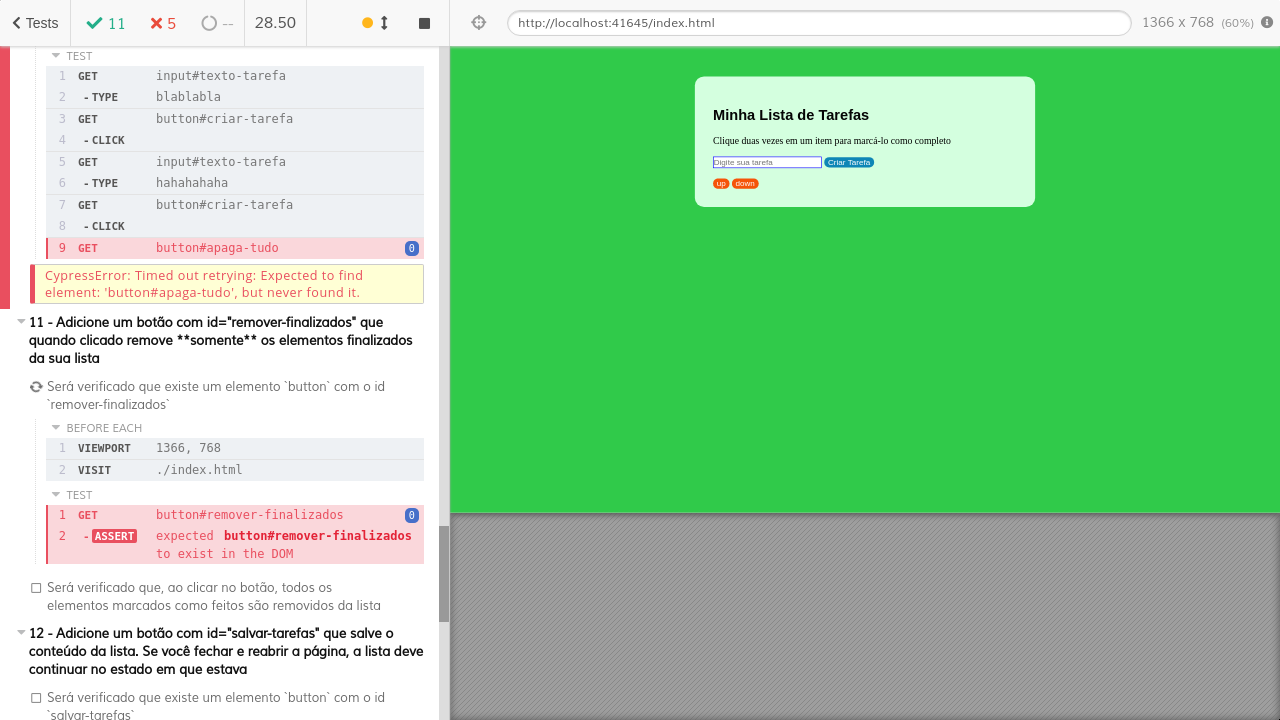 Tests
11
5
--
28.50
http://localhost:41645/index.html
1366 x 768 (60%)
TEST
1 GET input#texto-tarefa
2 - TYPE blablabla
3 GET button#criar-tarefa
4 - CLICK
5 GET input#texto-tarefa
6 - TYPE hahahahaha
7 GET button#criar-tarefa
8 - CLICK
9 GET button#apaga-tudo 0
CypressError: Timed out retrying: Expected to find
element: 'button#apaga-tudo', but never found it.
11 - Adicione um botão com id="remover-finalizados" que
quando clicado remove **somente** os elementos finalizados
da sua lista
Será verificado que existe um elemento `button` com o id
`remover-finalizados`
BEFORE EACH
1 VIEWPORT 1366, 768
2 VISIT ./index.html
TEST
1 GET button#remover-finalizados 0
2 - ASSERT expected button#remover-finalizados
to exist in the DOM
Será verificado que, ao clicar no botão, todos os
elementos marcados como feitos são removidos da lista
12 - Adicione um botão com id="salvar-tarefas" que salve o
conteúdo da lista. Se você fechar e reabrir a página, a lista deve
continuar no estado em que estava
Será verificado que existe um elemento `button` com o id
`salvar-tarefas`
Minha Lista de Tarefas
Clique duas vezes em um item para marcá-lo como completo
Digite sua tarefa Criar Tarefa
up down